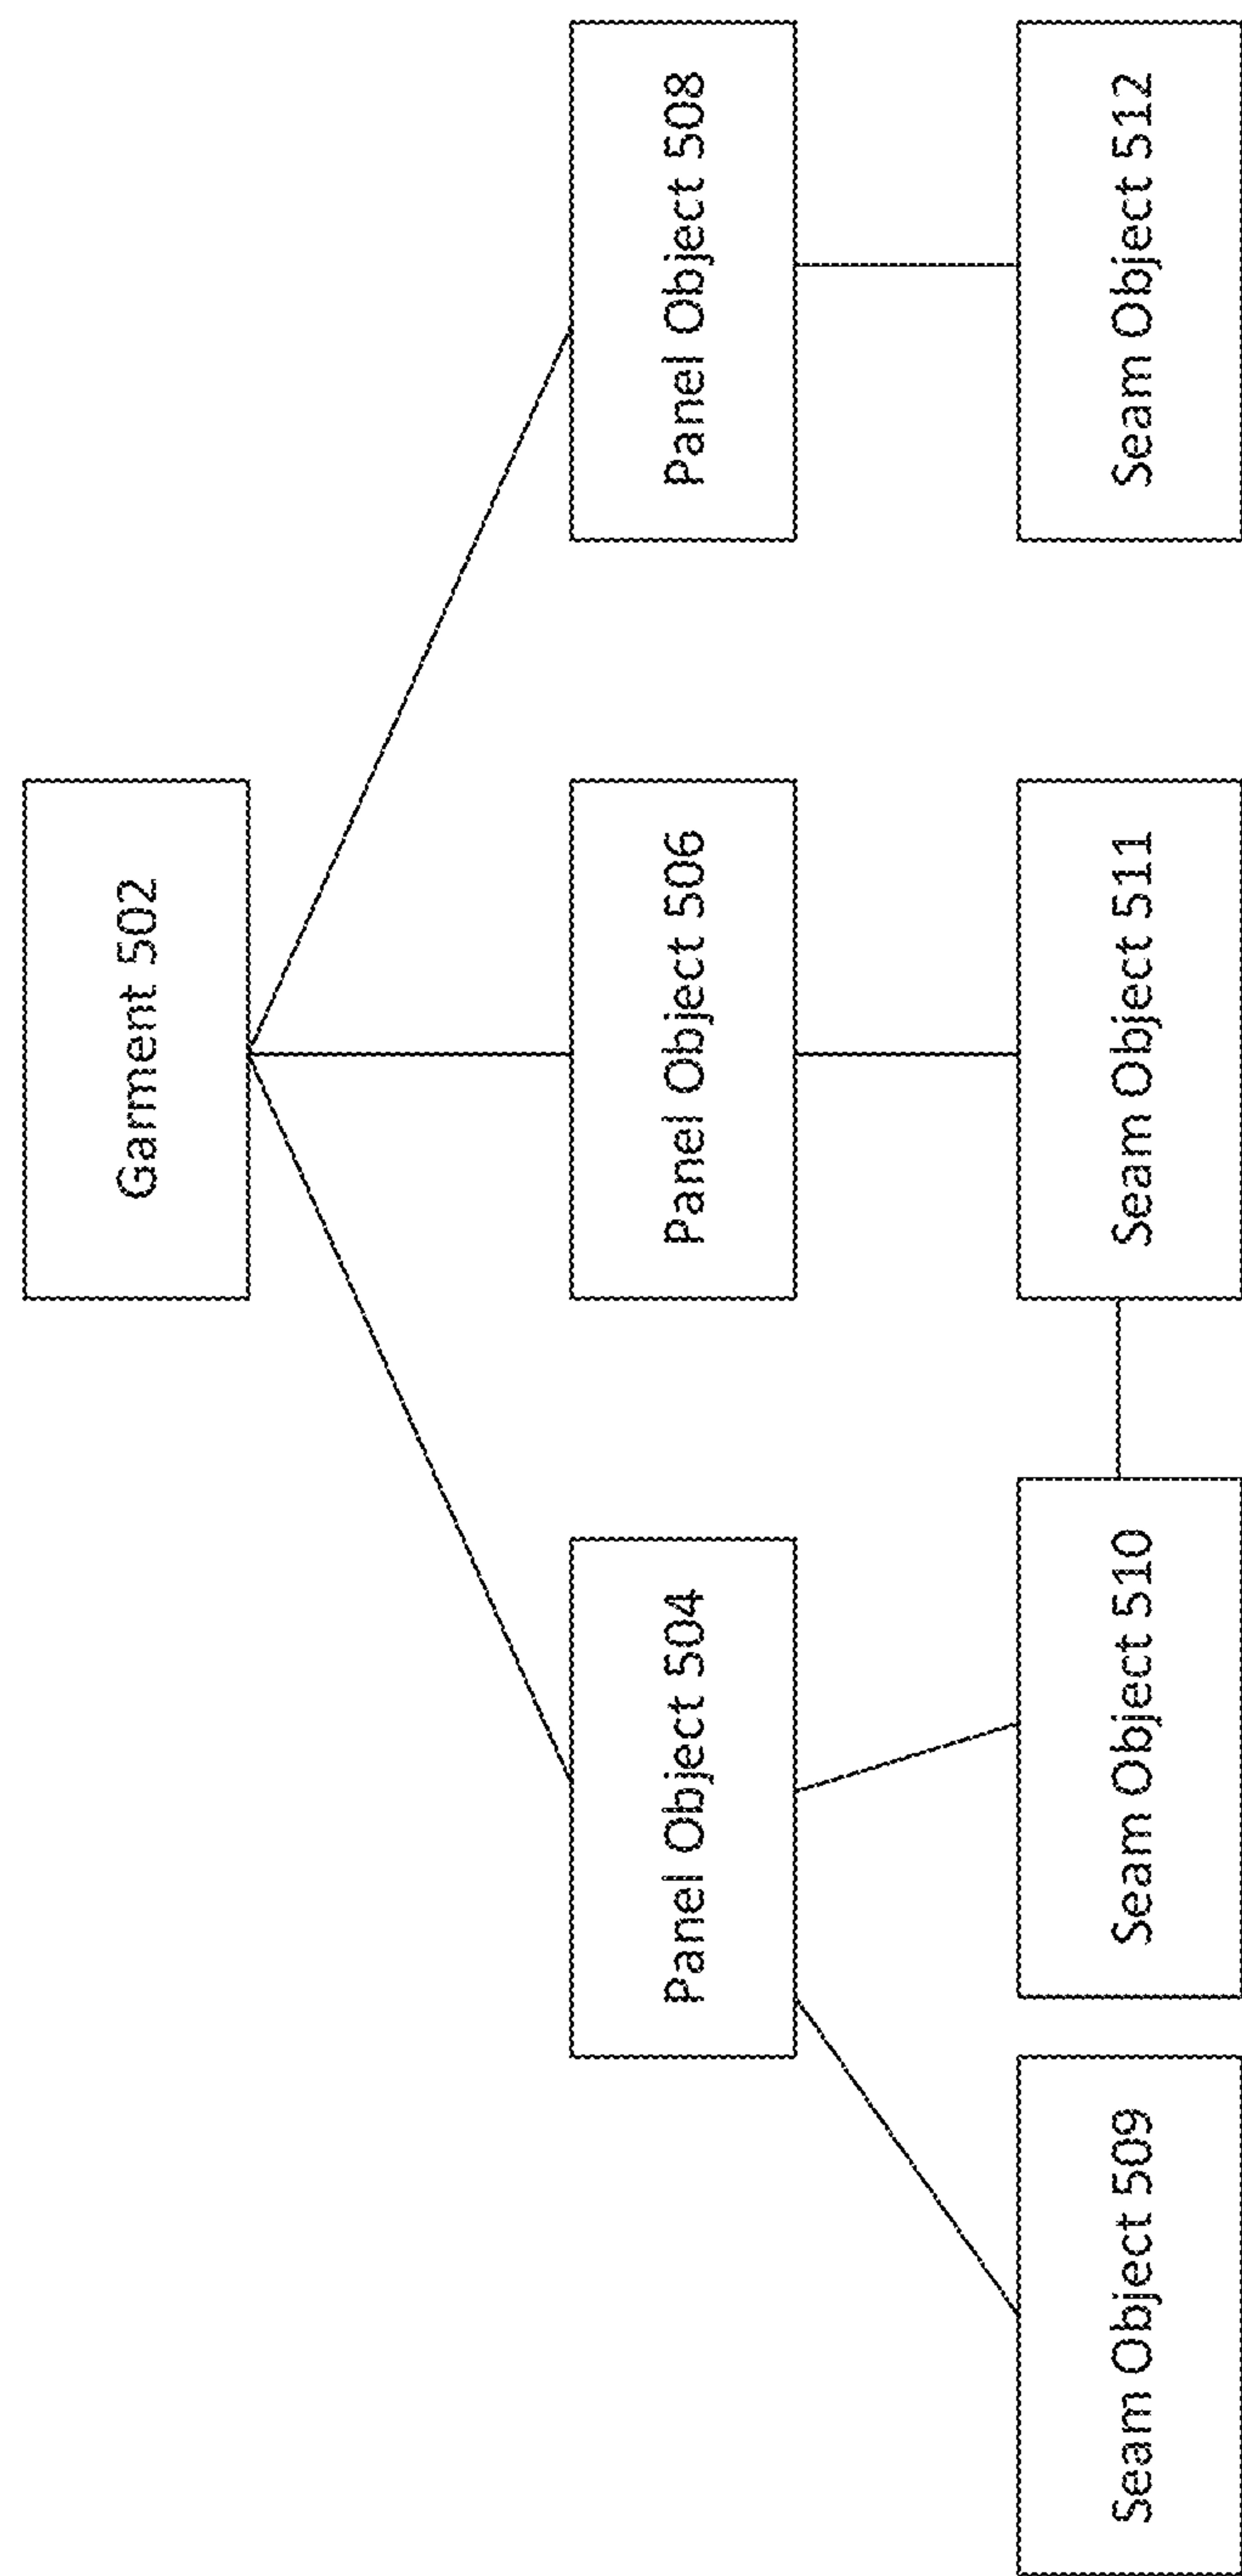 Garment 502
Panel Object 504
Panel Object 506
Panel Object 508
Seam Object 509
Seam Object 510
Seam Object 511
Seam Object 512